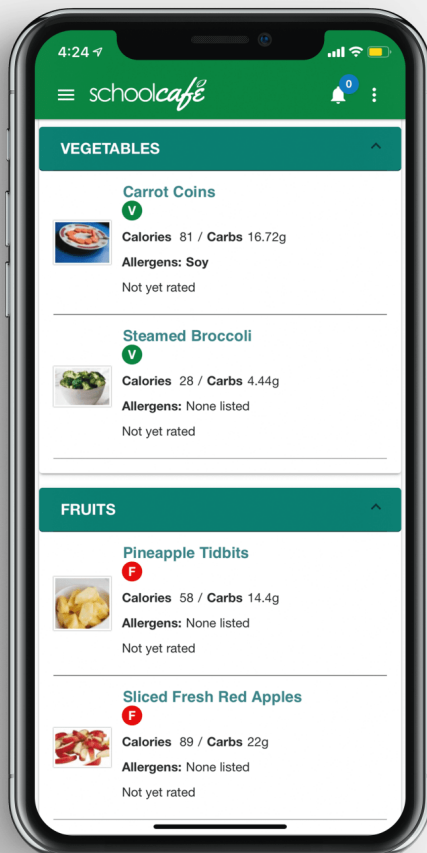 4:24
schoolcafé
0
VEGETABLES
Carrot Coins
V
Calories 81 / Carbs 16.72g
Allergens: Soy
Not yet rated
Steamed Broccoli
V
Calories 28 / Carbs 4.44g
Allergens: None listed
Not yet rated
FRUITS
Pineapple Tidbits
F
Calories 58 / Carbs 14.4g
Allergens: None listed
Not yet rated
Sliced Fresh Red Apples
F
Calories 89 / Carbs 22g
Allergens: None listed
Not yet rated